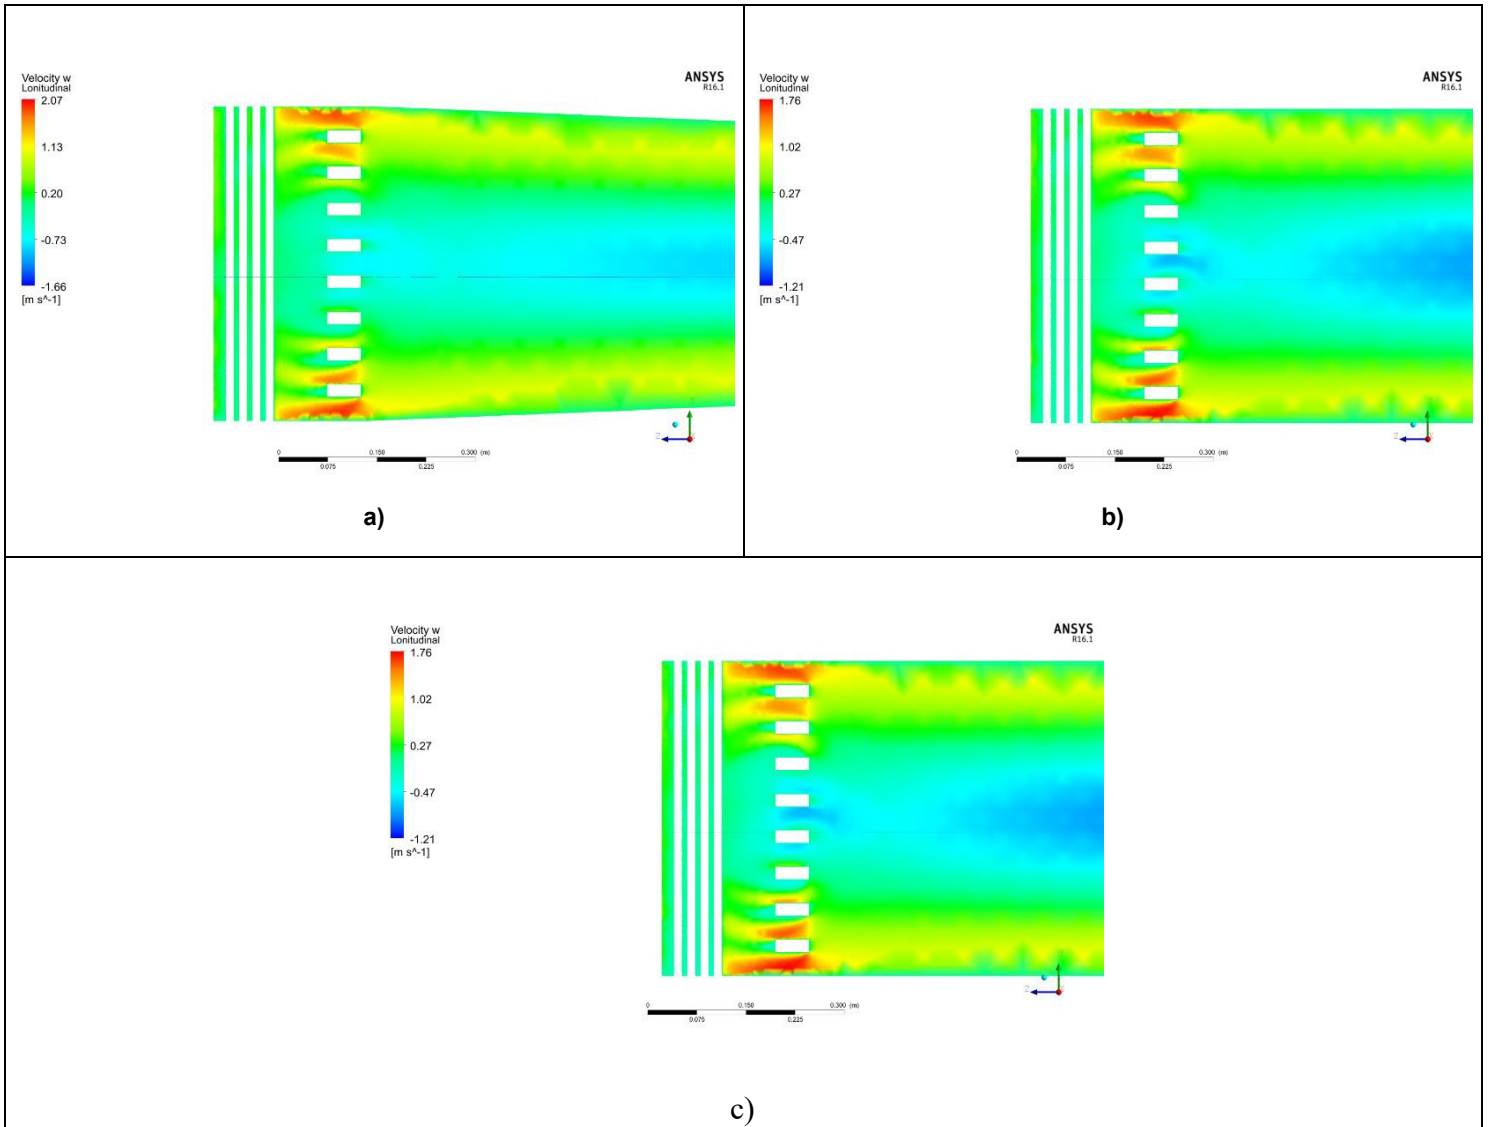 Velocity w
Lonitudinal
2.07
1.13
0.20
-0.73
-1.66
[m s^-1]
ANSYS
R16.1
Z
0
0.150
0.300 (m)
0.075
0.225
a)
Velocity w
Lonitudinal
1.76
1.02
0.27
-0.47
-1.21
[m s^-1]
ANSYS
R16.1
Z
0
0.150
0.300 (m)
0.075
0.225
b)
Velocity w
Lonitudinal
1.76
1.02
0.27
-0.47
-1.21
[m s^-1]
ANSYS
R16.1
Z
0
0.150
0.300 (m)
0.075
0.225
c)